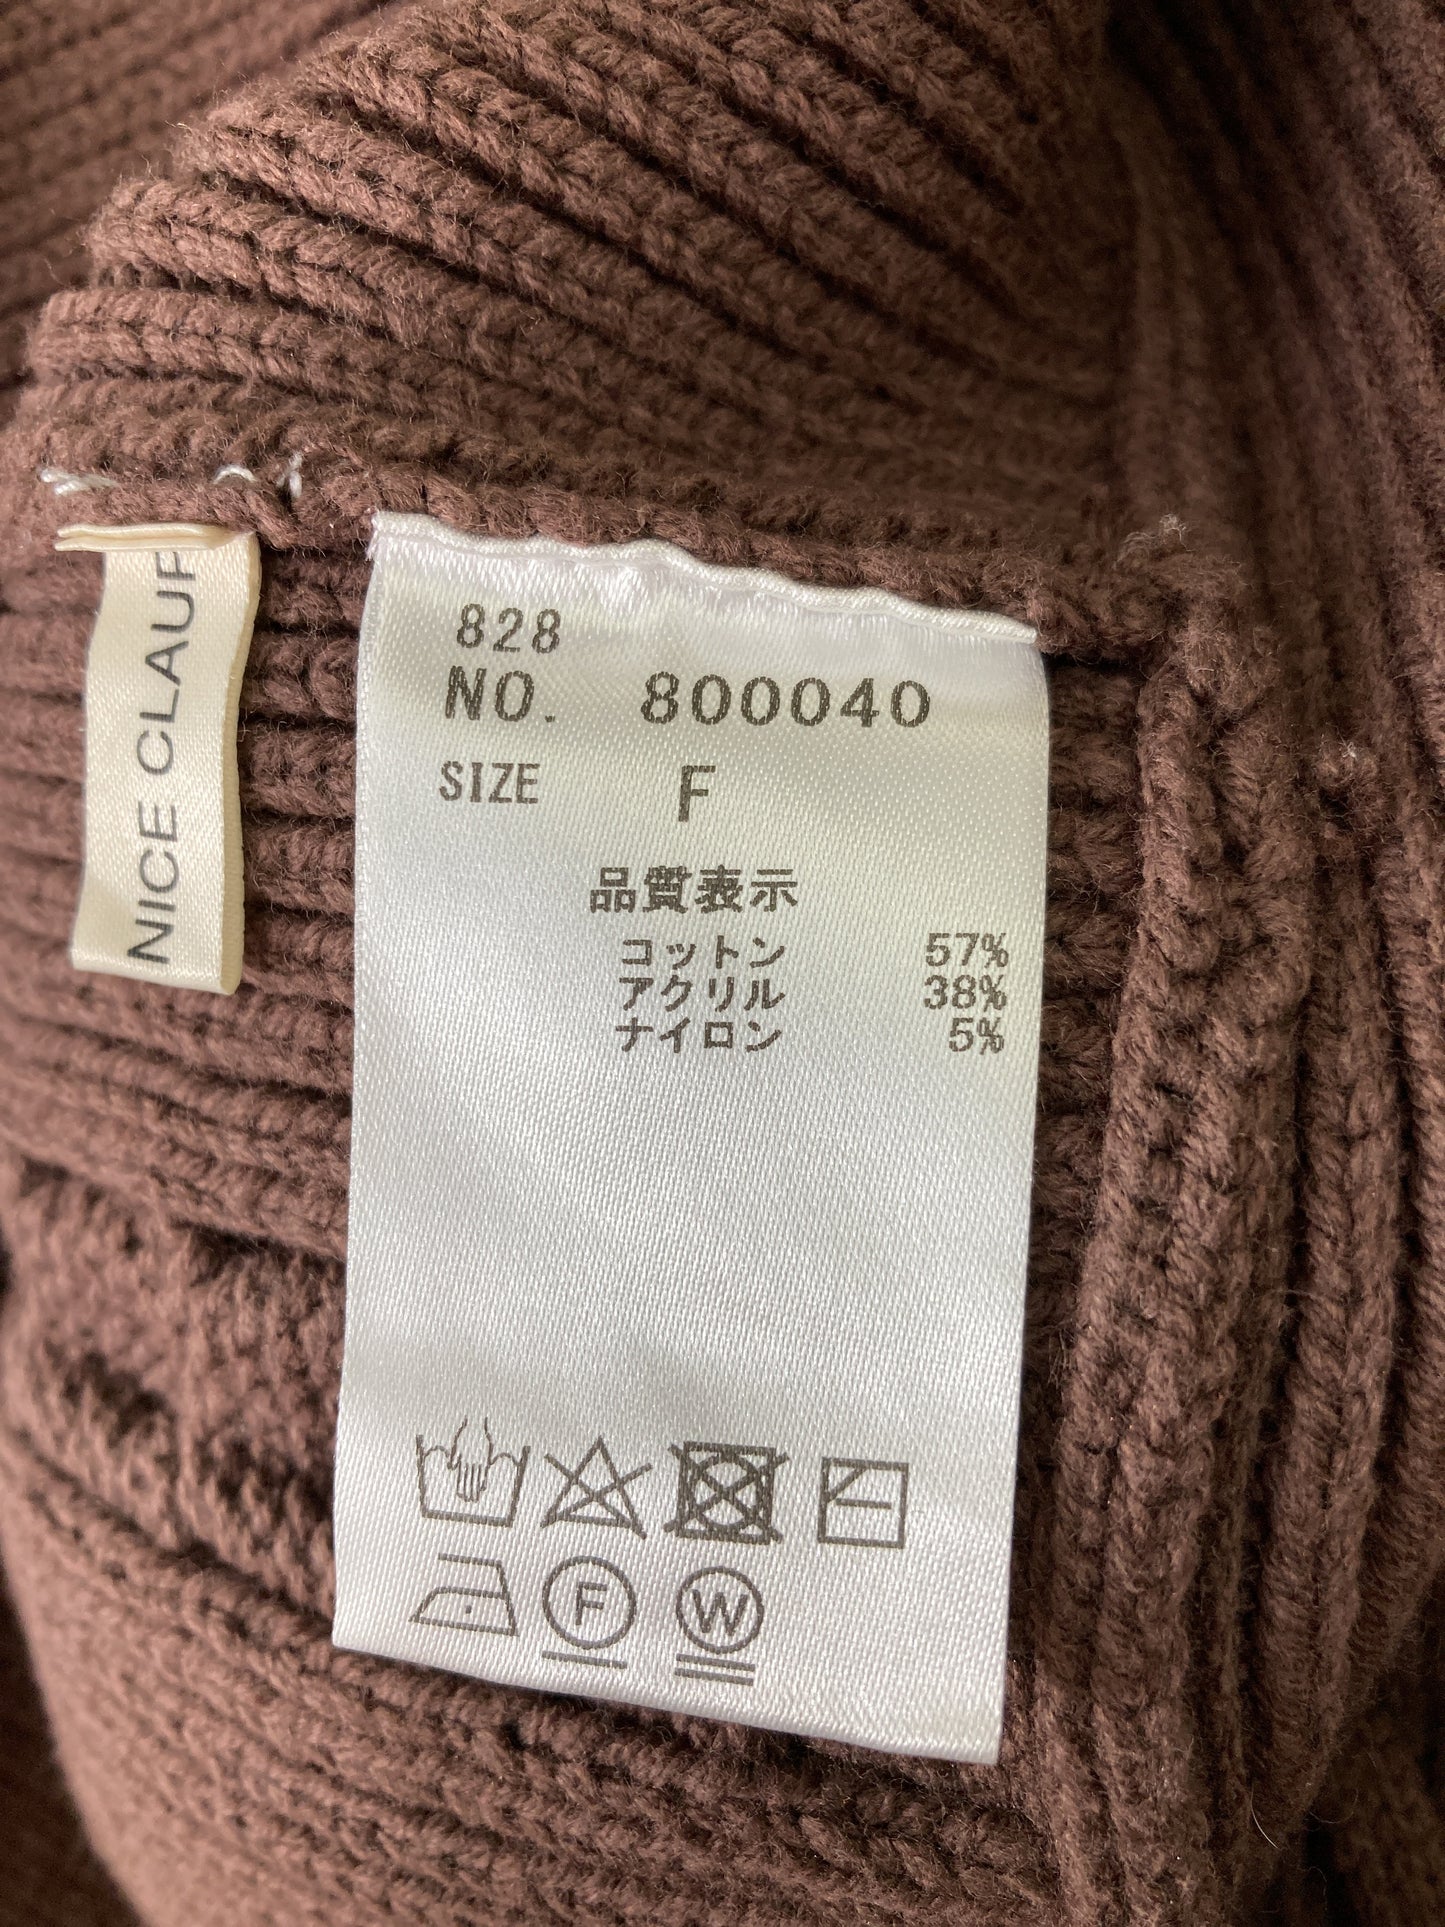 NICE CLAUP
828
NO. 800040
SIZE F
品質表示
コットン 57%
アクリル 38%
ナイロン 5%
F
W